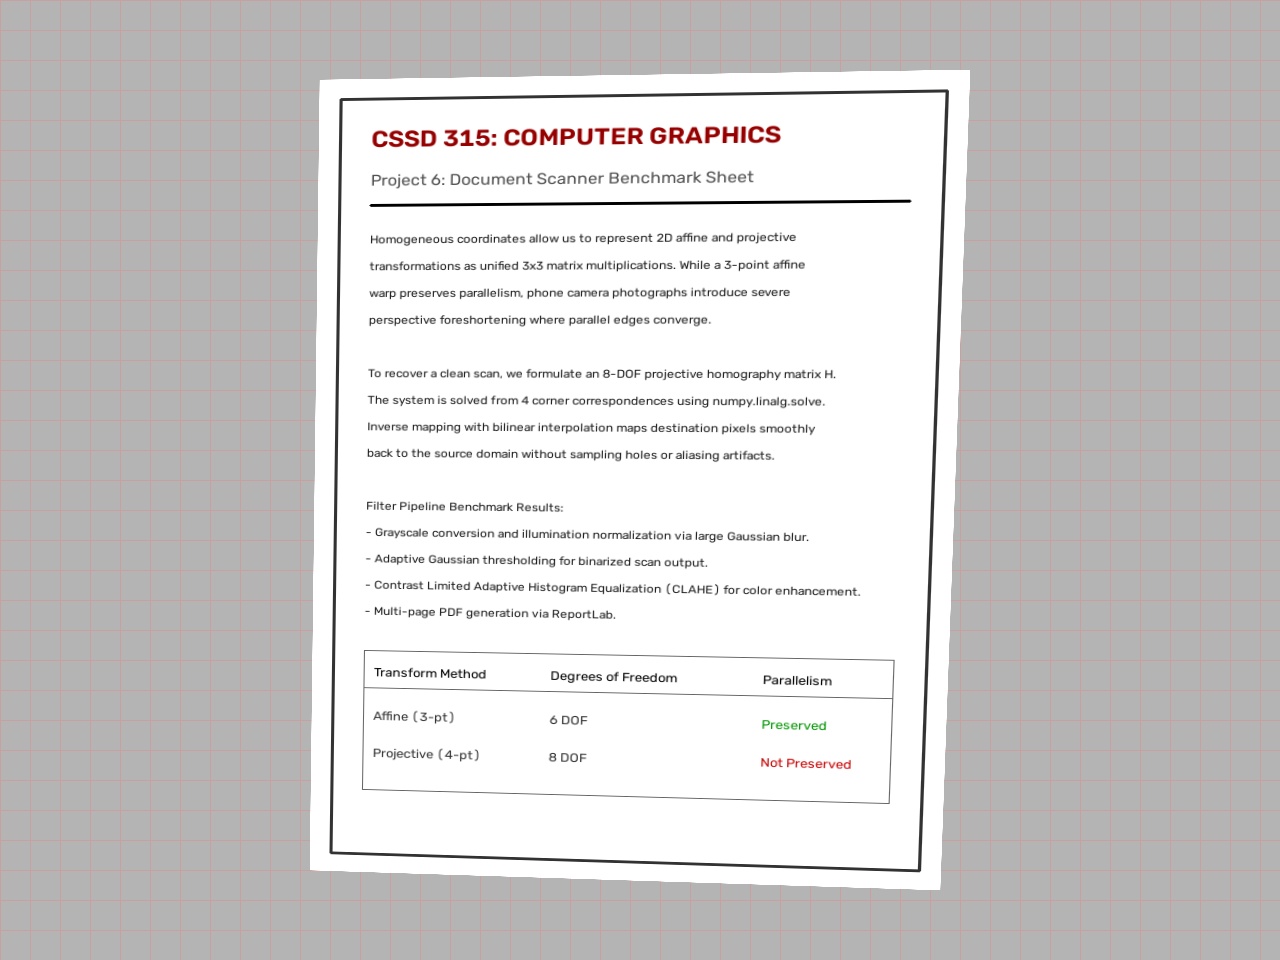 CSSD 315: COMPUTER GRAPHICS
Project 6: Document Scanner Benchmark Sheet
Homogeneous coordinates allow us to represent 2D affine and projective
transformations as unified 3x3 matrix multiplications. While a 3-point affine
warp preserves parallelism, phone camera photographs introduce severe
perspective foreshortening where parallel edges converge.
To recover a clean scan, we formulate an 8-DOF projective homography matrix H.
The system is solved from 4 corner correspondences using numpy.linalg.solve.
Inverse mapping with bilinear interpolation maps destination pixels smoothly
back to the source domain without sampling holes or aliasing artifacts.
Filter Pipeline Benchmark Results:
- Grayscale conversion and illumination normalization via large Gaussian blur.
- Adaptive Gaussian thresholding for binarized scan output.
- Contrast Limited Adaptive Histogram Equalization (CLAHE) for color enhancement.
- Multi-page PDF generation via ReportLab.
Transform Method Degrees of Freedom Parallelism
Affine (3-pt) 6 DOF Preserved
Projective (4-pt) 8 DOF Not Preserved